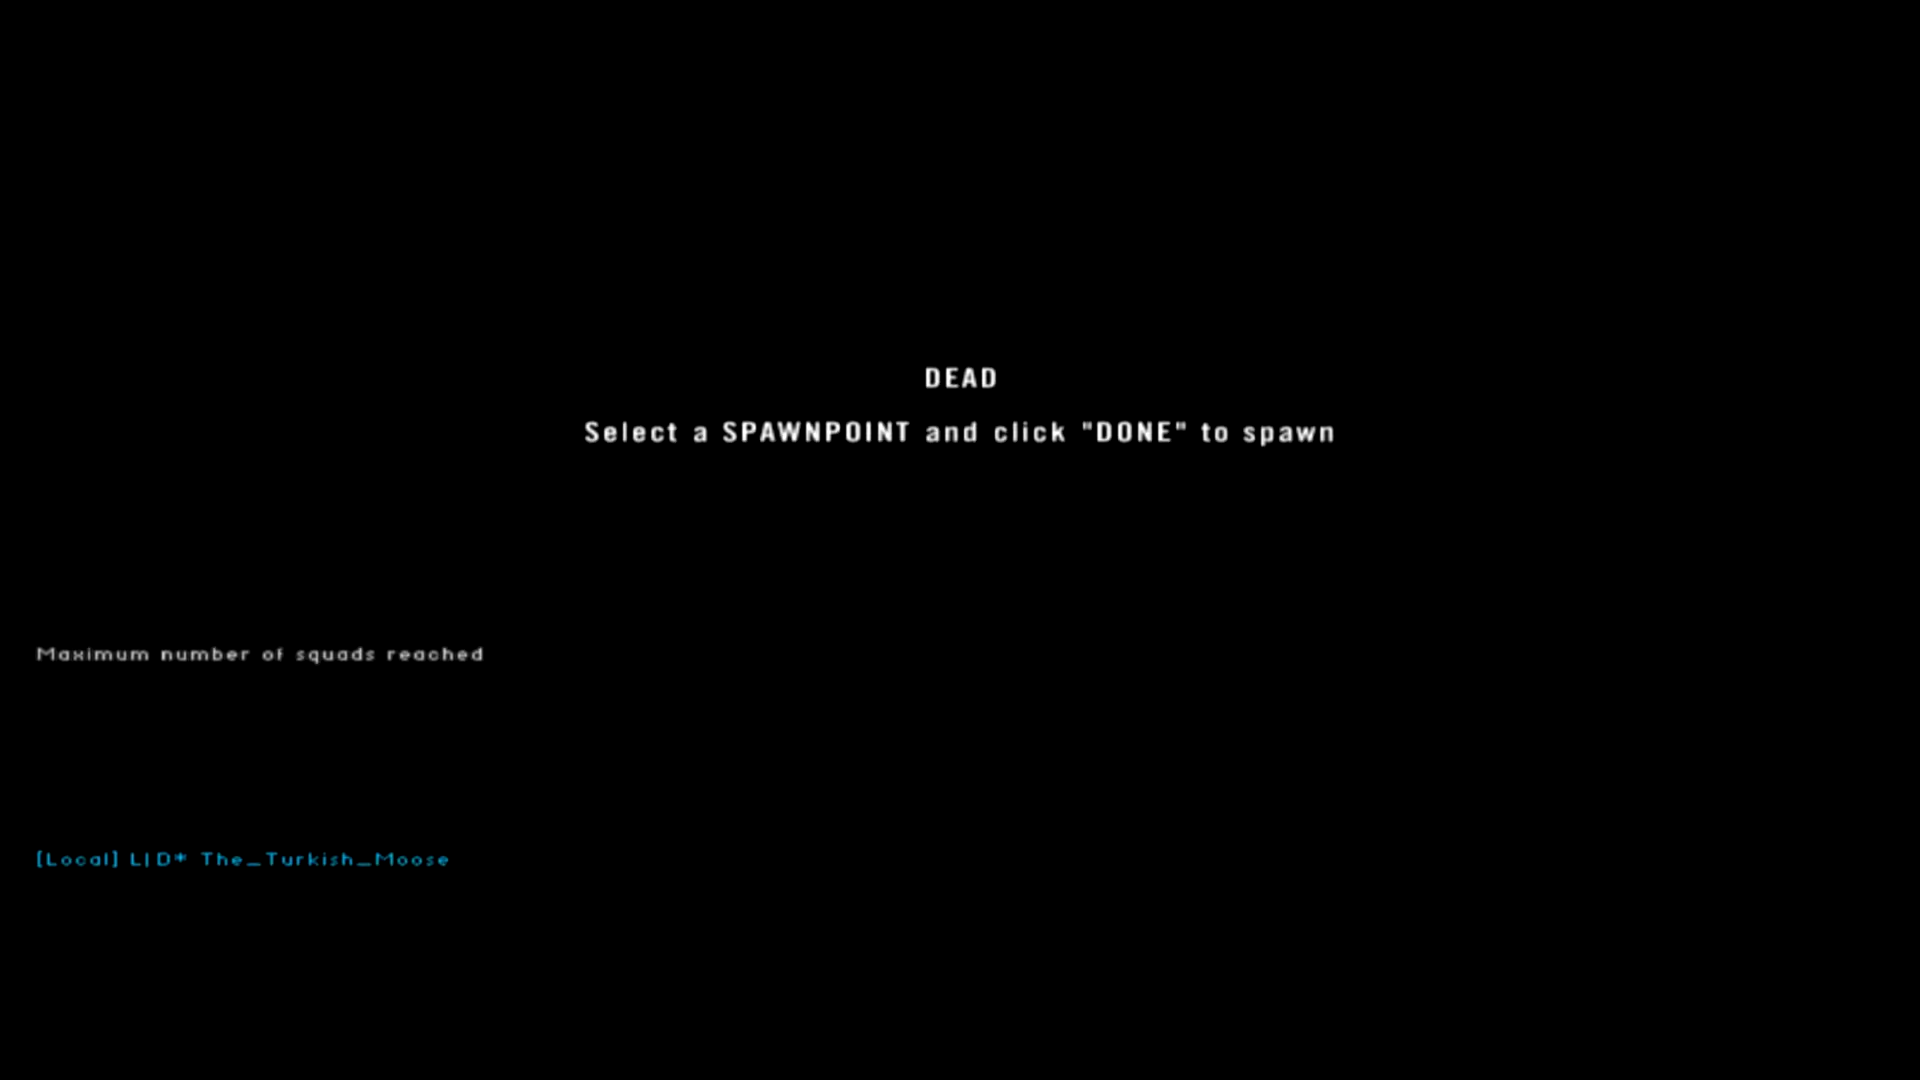 DEAD
Select a SPAWNPOINT and click "DONE" to spawn
Maximum number of squads reached
[Local] L|D* The_Turkish_Moose